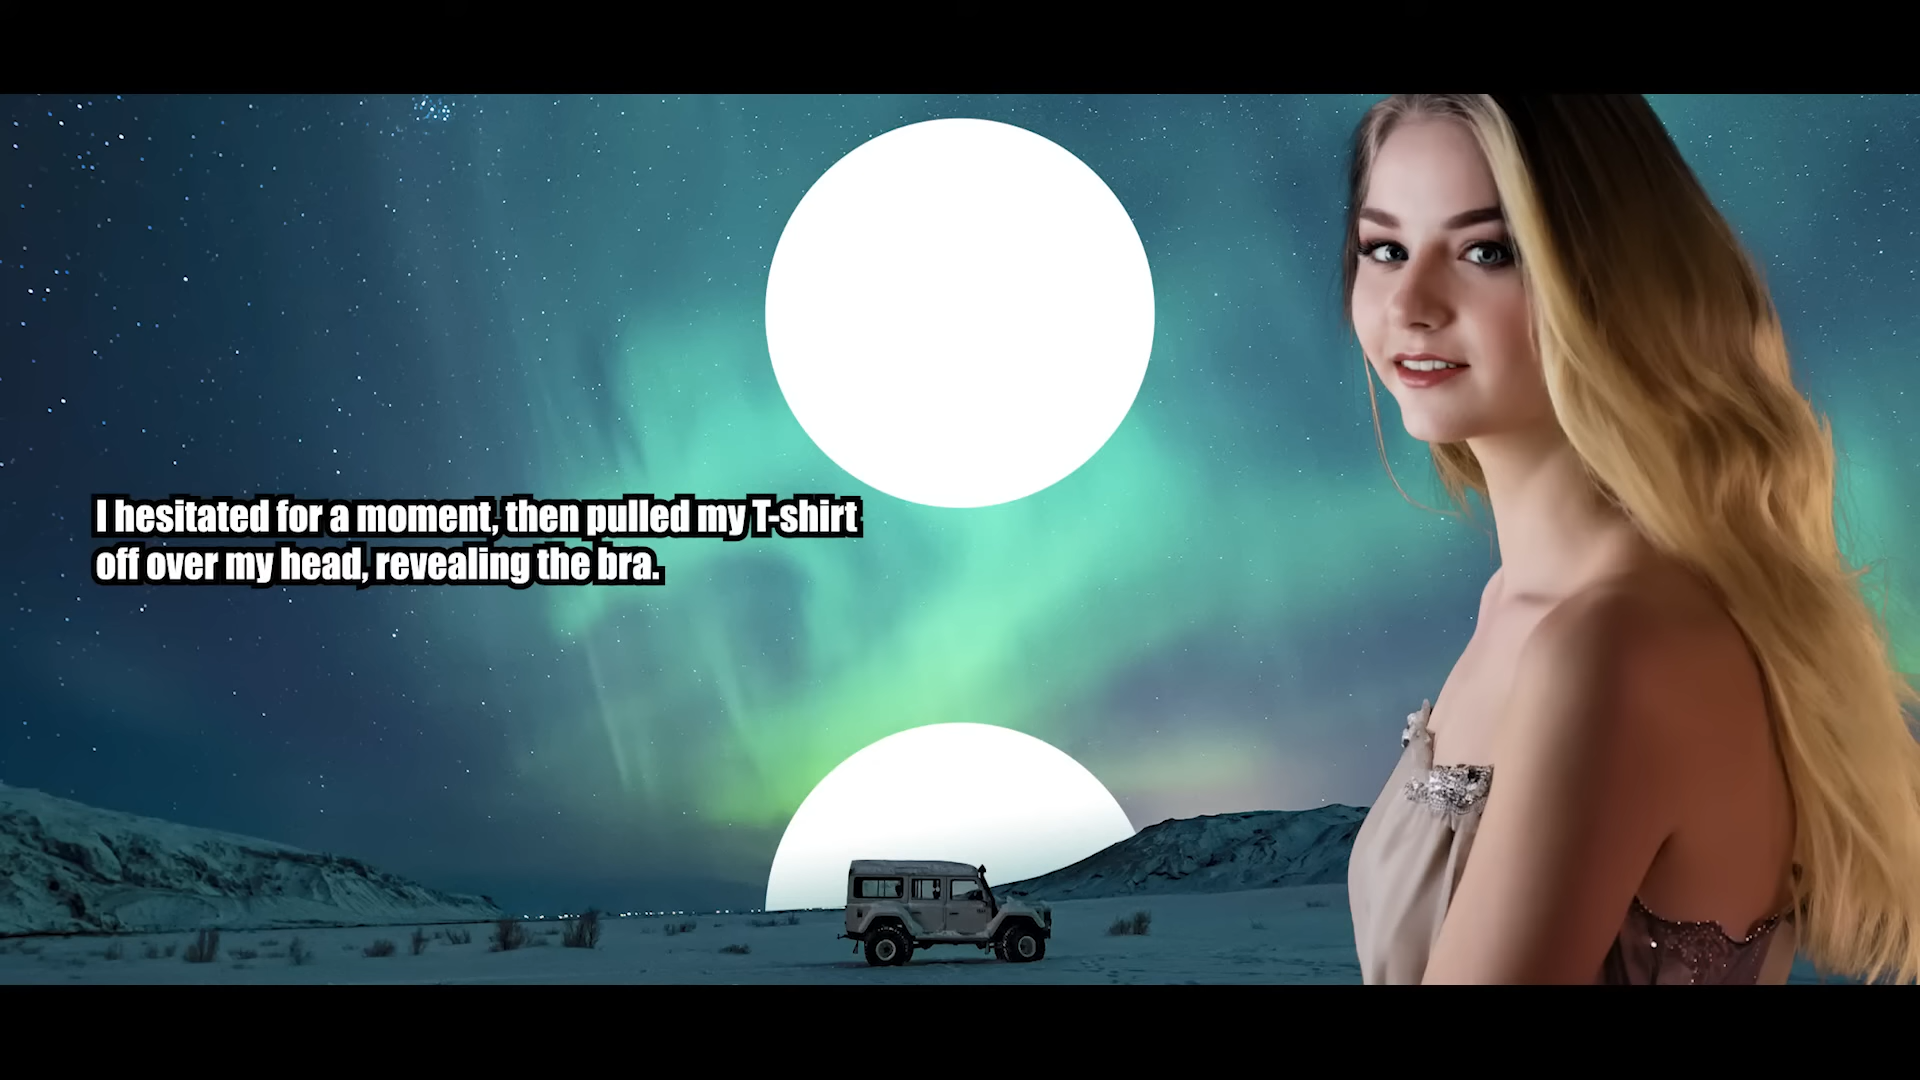 I hesitated for a moment, then pulled my T-shirt
off over my head, revealing the bra.